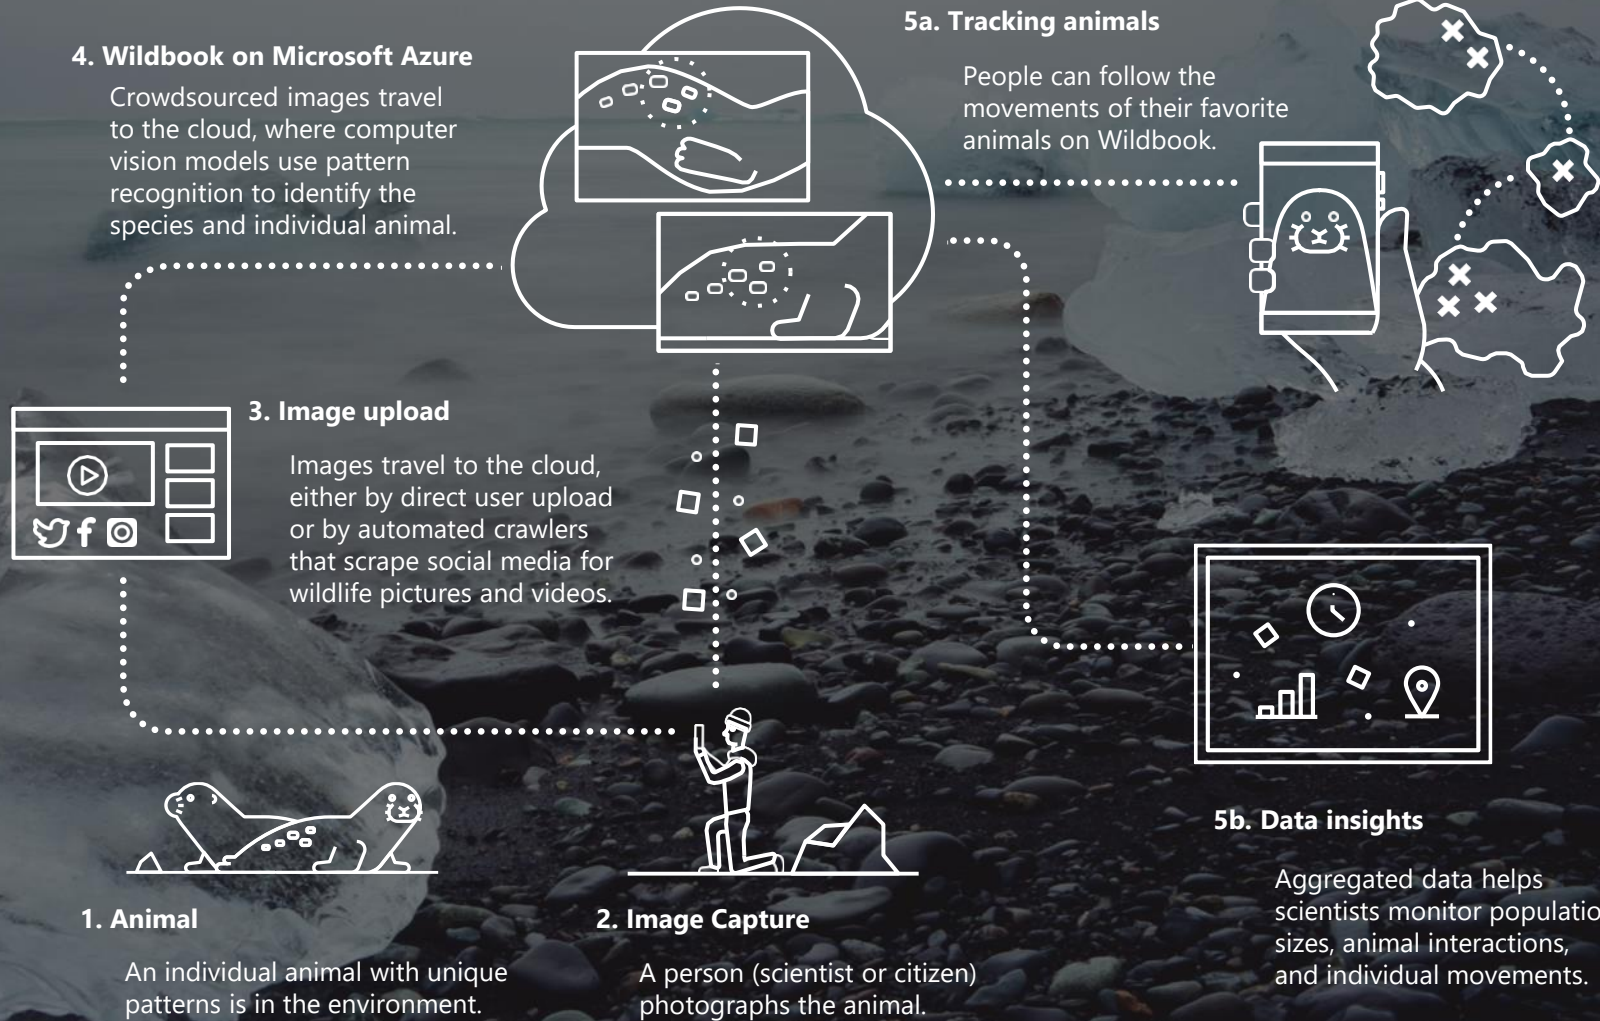 4. Wildbook on Microsoft Azure
Crowdsourced images travel
to the cloud, where computer
vision models use pattern
recognition to identify the
species and individual animal.
5a. Tracking animals
People can follow the
movements of their favorite
animals on Wildbook.
3. Image upload
Images travel to the cloud,
either by direct user upload
or by automated crawlers
that scrape social media for
wildlife pictures and videos.
5b. Data insights
Aggregated data helps
scientists monitor populatio
sizes, animal interactions,
and individual movements.
1. Animal
An individual animal with unique
patterns is in the environment.
2. Image Capture
A person (scientist or citizen)
photographs the animal.